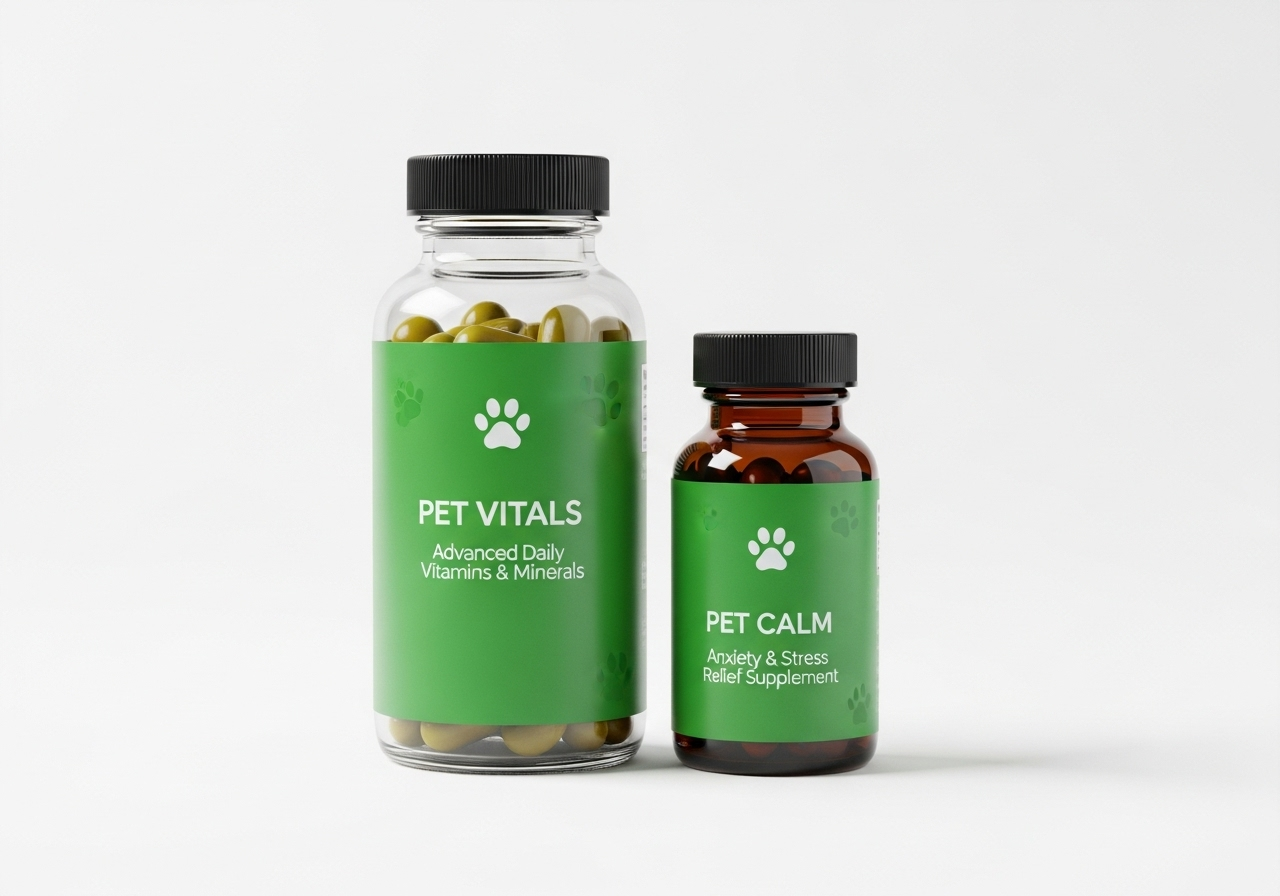 PET VITALS
Advanced Daily
Vitamins & Minerals
PET CALM
Anxiety & Stress
Relief Supplement